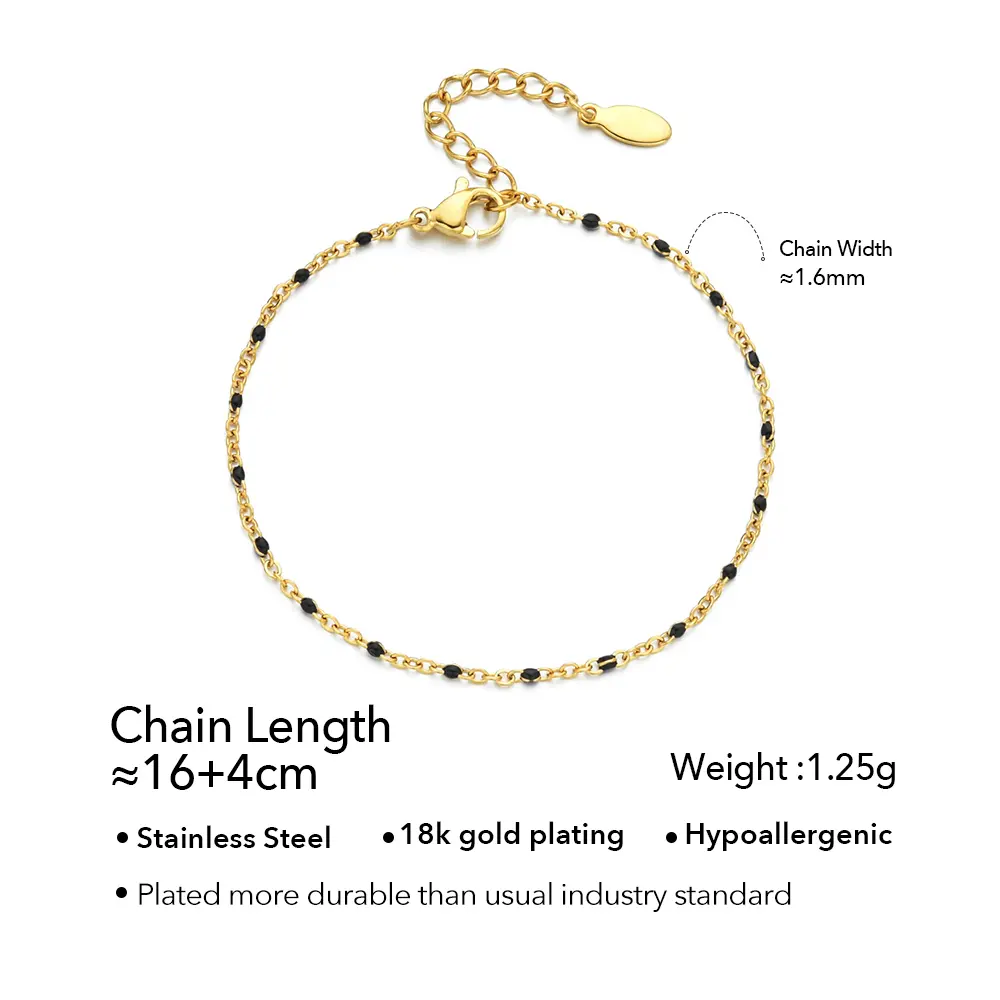 Chain Width
≈1.6mm
Chain Length
≈16+4cm
Weight :1.25g
• Stainless Steel
• 18k gold plating
• Hypoallergenic
• Plated more durable than usual industry standard